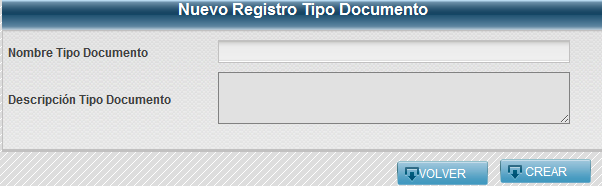 Nuevo Registro Tipo Documento
Nombre Tipo Documento
Descripción Tipo Documento
VOLVER
CREAR